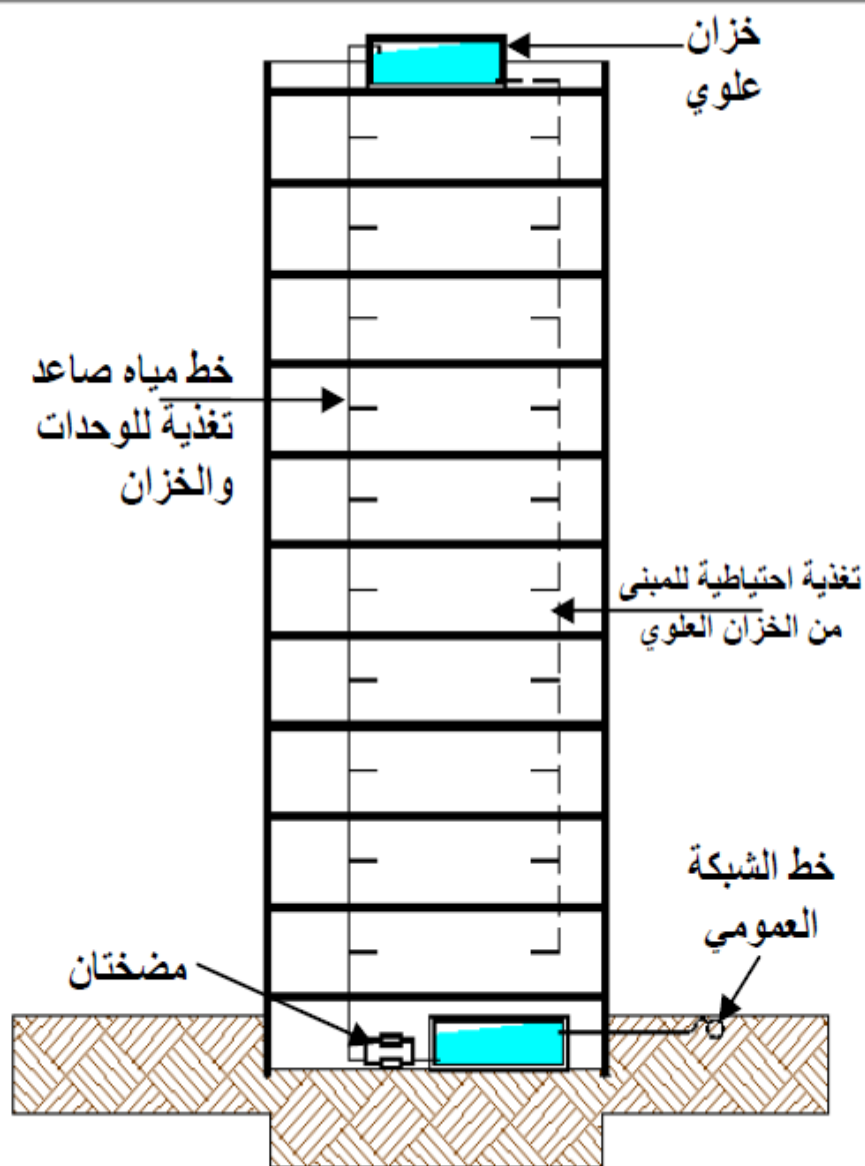 خزان
علوي
خط مياه صاعد
تغذية للوحدات
والخزان
تغذية احتياطية للمبنى
من الخزان العلوي
خط الشبكة
العمومي
مضختان